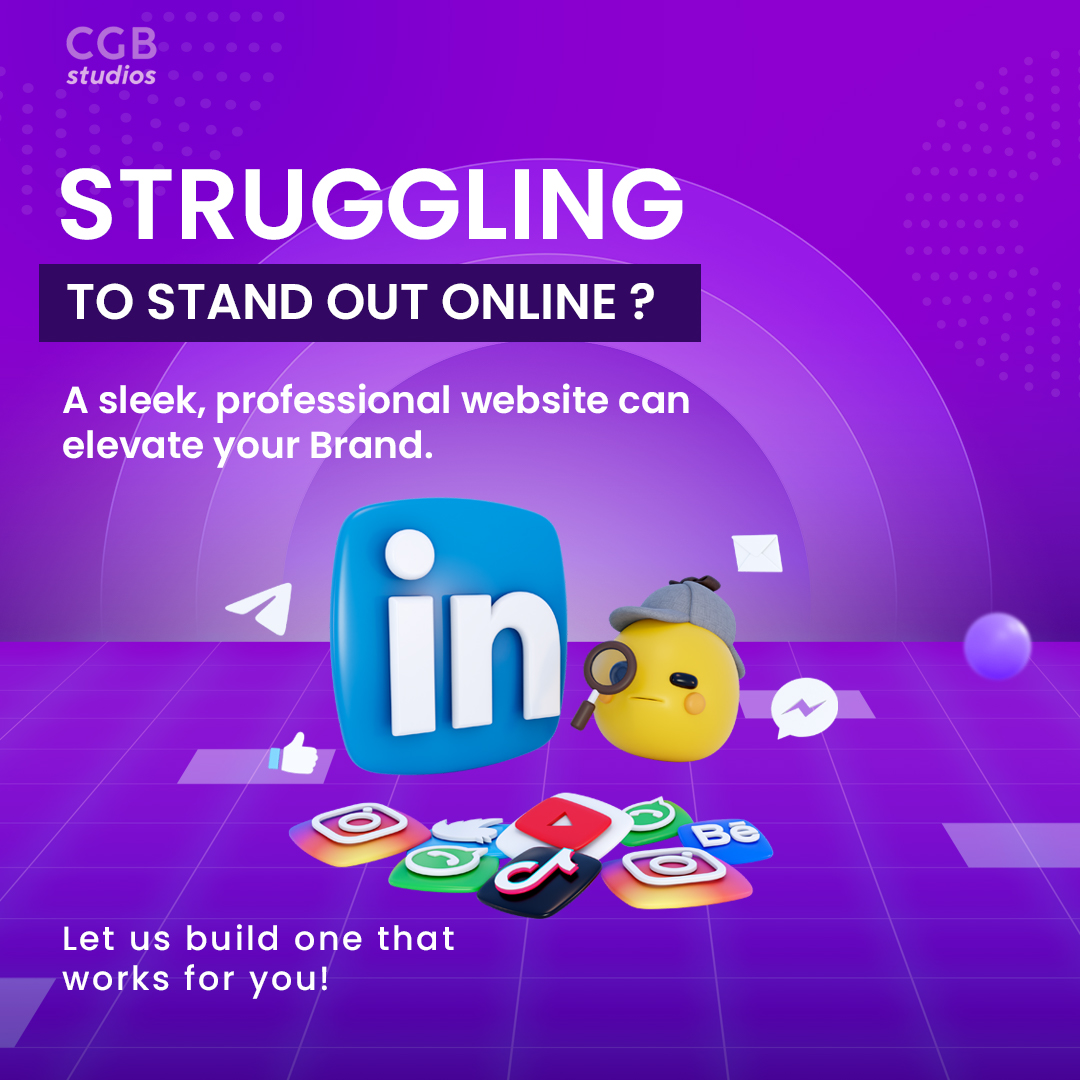 CGB
studios
STRUGGLING
TO STAND OUT ONLINE ?
A sleek, professional website can
elevate your Brand.
in
Bē
Let us build one that
works for you!